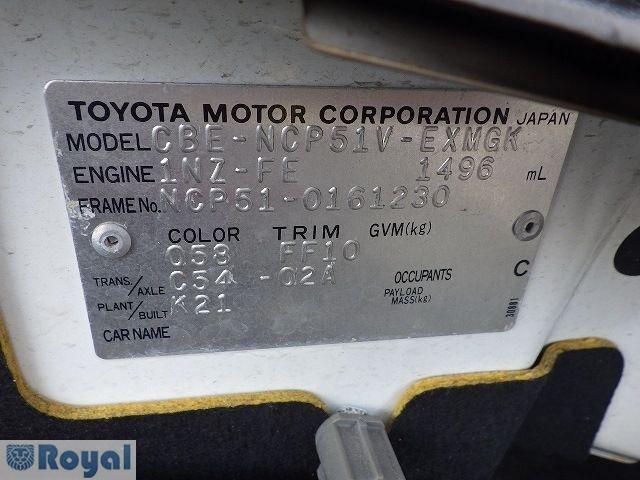 TOYOTA MOTOR CORPORATION JAPAN
MODEL CBE-NCP51V-EXMGK
ENGINE 1NZ-FE 1496 mL
FRAME No. NCP51-0161230
COLOR TRIM GVM(kg)
058 FF10
TRANS./AXLE C54 -02A OCCUPANTS C
PLANT/BUILT K21 PAYLOAD MASS(kg)
CAR NAME
30881
Royal